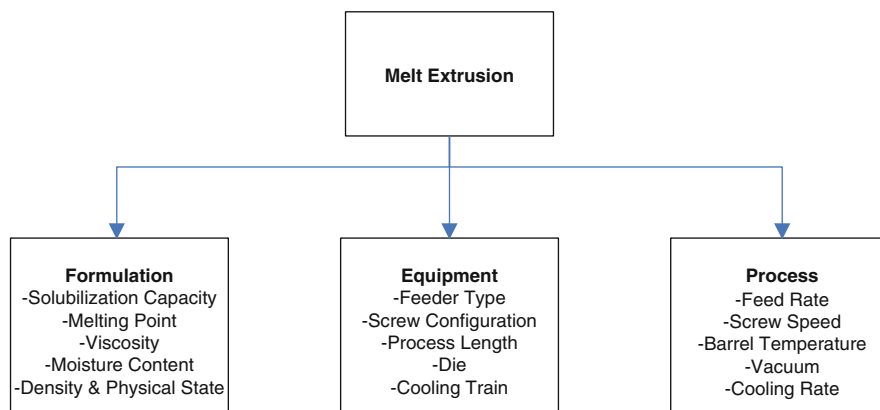 Melt Extrusion
Formulation
-Solubilization Capacity
-Melting Point
-Viscosity
-Moisture Content
-Density & Physical State
Equipment
-Feeder Type
-Screw Configuration
-Process Length
-Die
-Cooling Train
Process
-Feed Rate
-Screw Speed
-Barrel Temperature
-Vacuum
-Cooling Rate